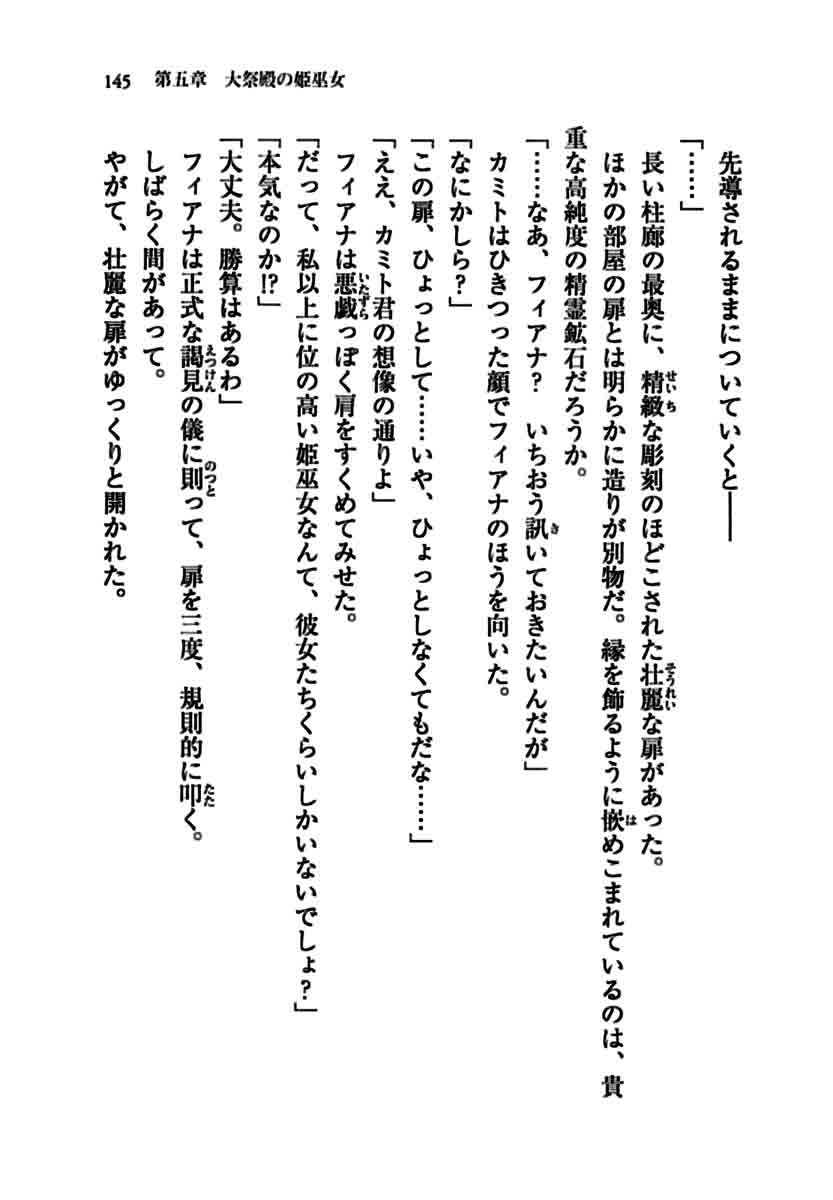 145　第五章　大祭殿の姫巫女
　先導されるままについていくと――
「……」
　長い柱廊の最奥に、精緻な彫刻のほどこされた壮麗な扉があった。
　ほかの部屋の扉とは明らかに造りが別物だ。縁を飾るように嵌めこまれているのは、貴
重な高純度の精霊鉱石だろうか。
「……なあ、フィアナ？　いちおう訊いておきたいんだが」
　カミトはひきつった顔でフィアナのほうを向いた。
「なにかしら？」
「この扉、ひょっとして……いや、ひょっとしなくてもだな……」
「ええ、カミト君の想像の通りよ」
　フィアナは悪戯っぽく肩をすくめてみせた。
「だって、私以上に位の高い姫巫女なんて、彼女たちくらいしかいないでしょ？」
「本気なのか!?」
「大丈夫。勝算はあるわ」
　フィアナは正式な謁見の儀に則って、扉を三度、規則的に叩く。
　しばらく間があって。
　やがて、壮麗な扉がゆっくりと開かれた。